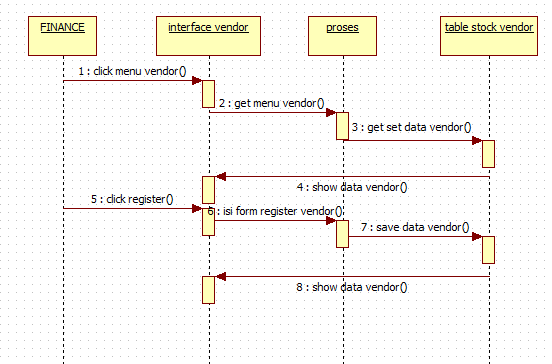 FINANCE
interface vendor
proses
table stock vendor
1 : click menu vendor()
2 : get menu vendor()
3 : get set data vendor()
4 : show data vendor()
5 : click register()
6 : isi form register vendor()
7 : save data vendor()
8 : show data vendor()